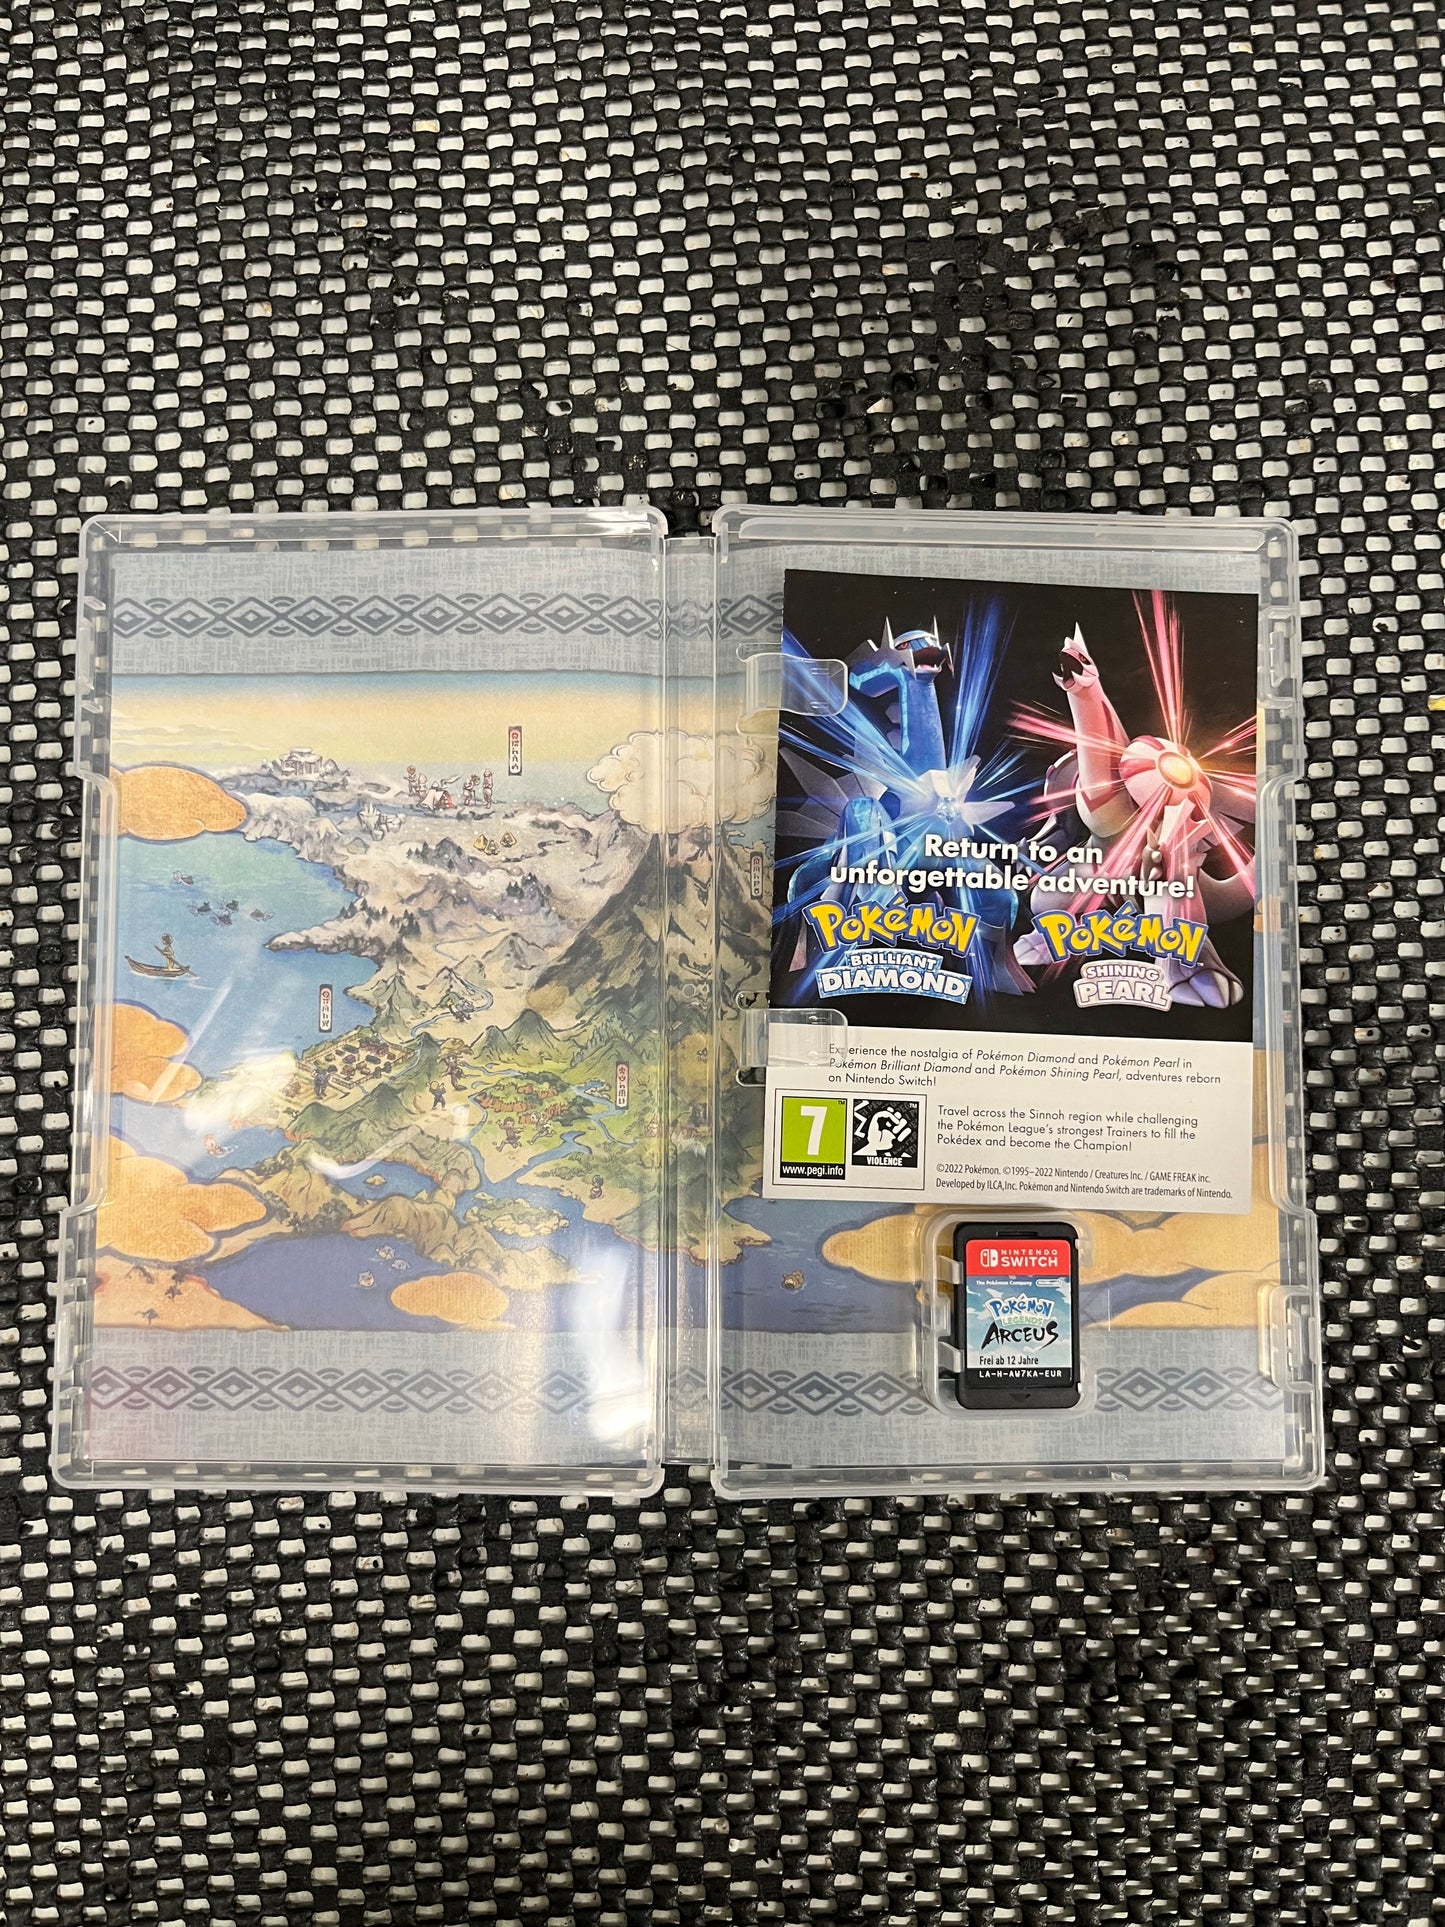 Return to an
unforgettable adventure!
POKéMON
BRILLIANT
DIAMOND
POKéMON
SHINING
PEARL
Experience the nostalgia of Pokémon Diamond and Pokémon Pearl in
Pokémon Brilliant Diamond and Pokémon Shining Pearl, adventures reborn
on Nintendo Switch!
7
www.pegi.info
VIOLENCE
Travel across the Sinnoh region while challenging
the Pokémon League's strongest Trainers to fill the
Pokédex and become the Champion!
©2022 Pokémon. ©1995–2022 Nintendo / Creatures Inc. / GAME FREAK inc.
Developed by ILCA, Inc. Pokémon and Nintendo Switch are trademarks of Nintendo.
NINTENDO
SWITCH
The Pokémon Company Nintendo
POKéMON
LEGENDS
ARCEUS
Frei ab 12 Jahre
LA-H-AW7KA-EUR